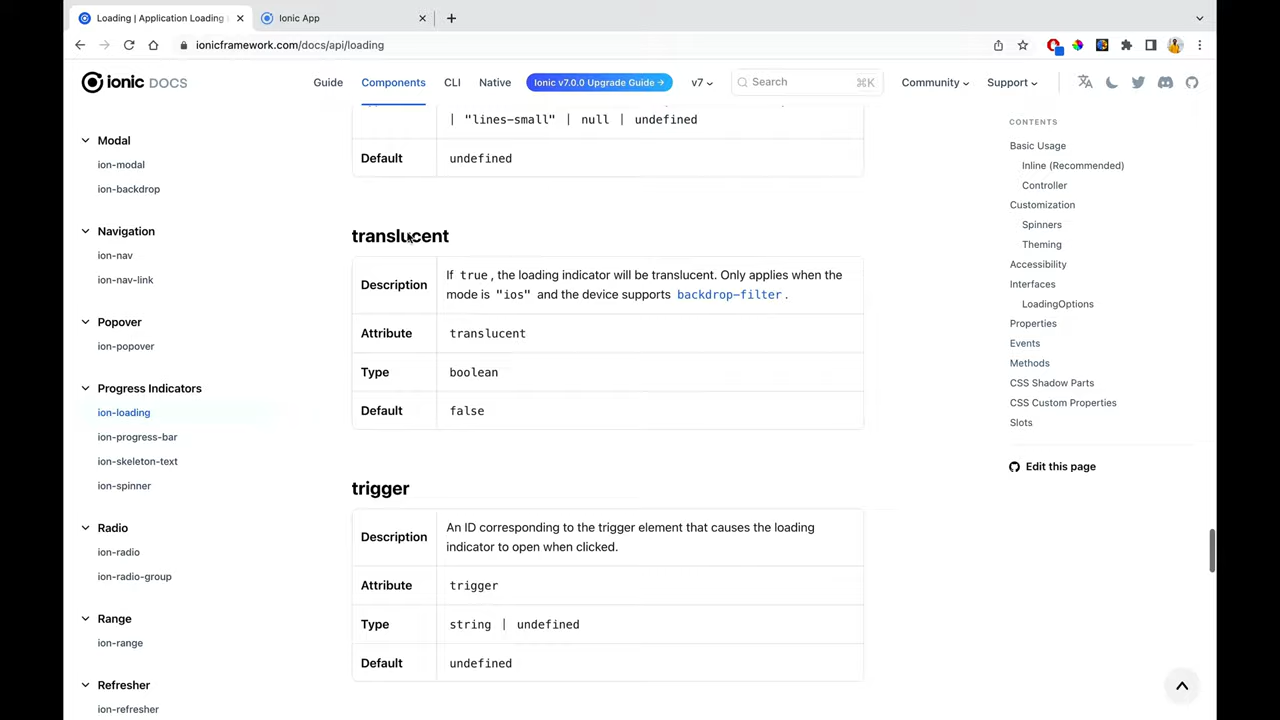 Loading | Application Loading
Ionic App
ionicframework.com/docs/api/loading
ionic DOCS
Guide
Components
CLI
Native
Ionic v7.0.0 Upgrade Guide →
v7
Search
⌘K
Community
Support
Modal
ion-modal
ion-backdrop
Navigation
ion-nav
ion-nav-link
Popover
ion-popover
Progress Indicators
ion-loading
ion-progress-bar
ion-skeleton-text
ion-spinner
Radio
ion-radio
ion-radio-group
Range
ion-range
Refresher
ion-refresher
| "lines-small" | null | undefined
Default undefined
translucent
Description If true , the loading indicator will be translucent. Only applies when the
mode is "ios" and the device supports backdrop-filter .
Attribute translucent
Type boolean
Default false
trigger
Description An ID corresponding to the trigger element that causes the loading
indicator to open when clicked.
Attribute trigger
Type string | undefined
Default undefined
CONTENTS
Basic Usage
Inline (Recommended)
Controller
Customization
Spinners
Theming
Accessibility
Interfaces
LoadingOptions
Properties
Events
Methods
CSS Shadow Parts
CSS Custom Properties
Slots
Edit this page